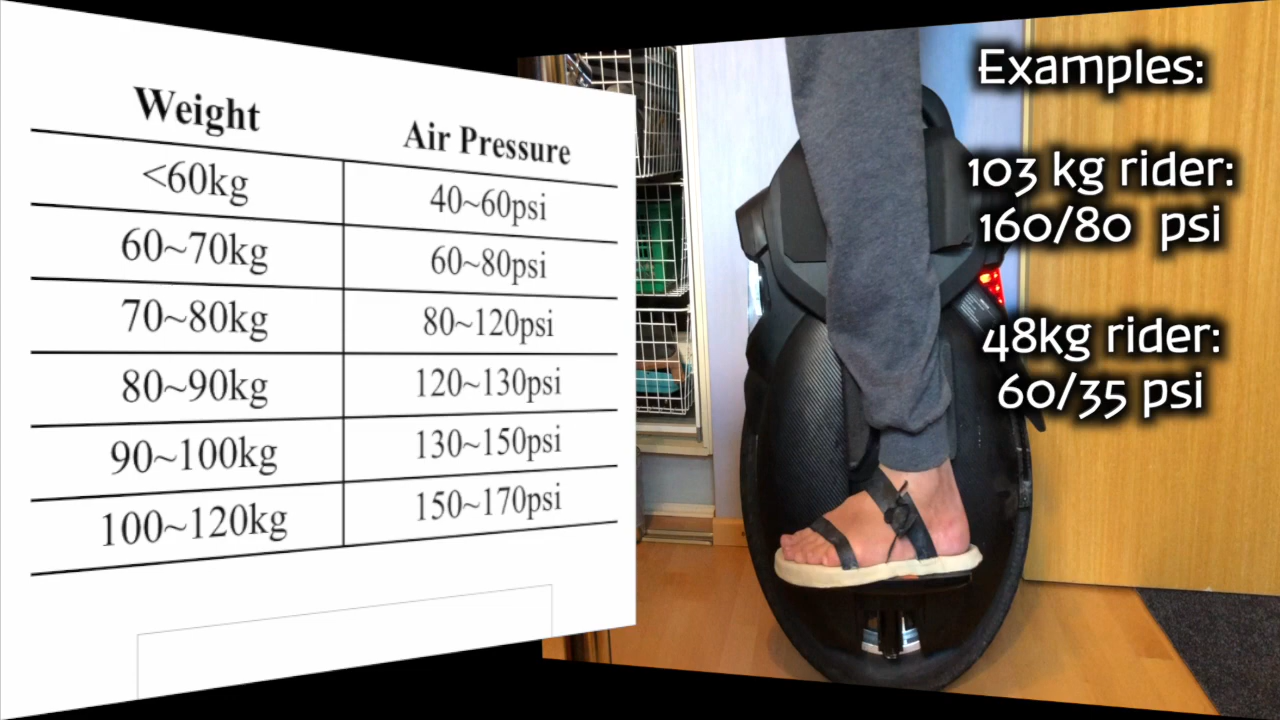 Weight Air Pressure
<60kg 40~60psi
60~70kg 60~80psi
70~80kg 80~120psi
80~90kg 120~130psi
90~100kg 130~150psi
100~120kg 150~170psi
Examples:
103 kg rider:
160/80 psi
48kg rider:
60/35 psi